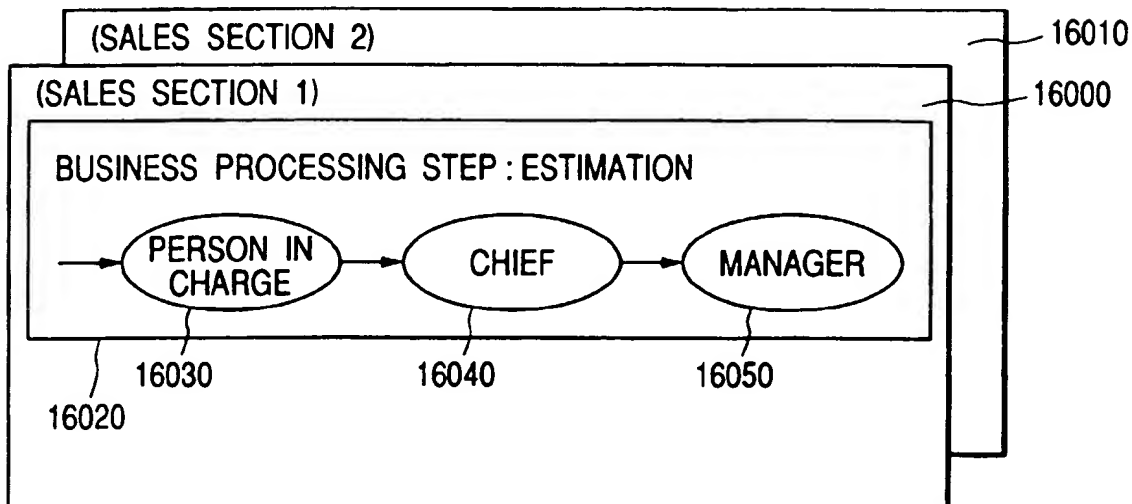 (SALES SECTION 2)
16010
(SALES SECTION 1)
16000
BUSINESS PROCESSING STEP : ESTIMATION
PERSON IN
CHARGE
CHIEF
MANAGER
16030
16040
16050
16020